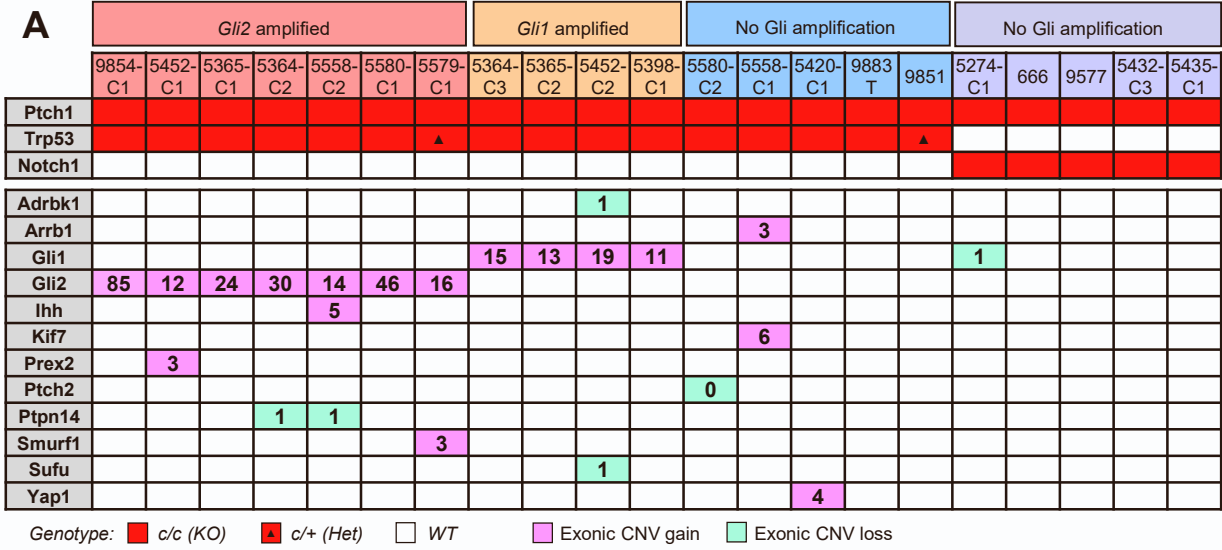 A
Gli2 amplified Gli1 amplified No Gli amplification No Gli amplification
9854-C1 5452-C1 5365-C1 5364-C2 5558-C2 5580-C1 5579-C1 5364-C3 5365-C2 5452-C2 5398-C1 5580-C2 5558-C1 5420-C1 9883 T 9851 5274-C1 666 9577 5432-C3 5435-C1
Ptch1
Trp53 ▲ ▲
Notch1
Adrbk1 1
Arrb1 3
Gli1 15 13 19 11 1
Gli2 85 12 24 30 14 46 16
Ihh 5
Kif7 6
Prex2 3
Ptch2 0
Ptpn14 1 1
Smurf1 3
Sufu 1
Yap1 4
Genotype: c/c (KO) ▲ c/+ (Het) WT Exonic CNV gain Exonic CNV loss